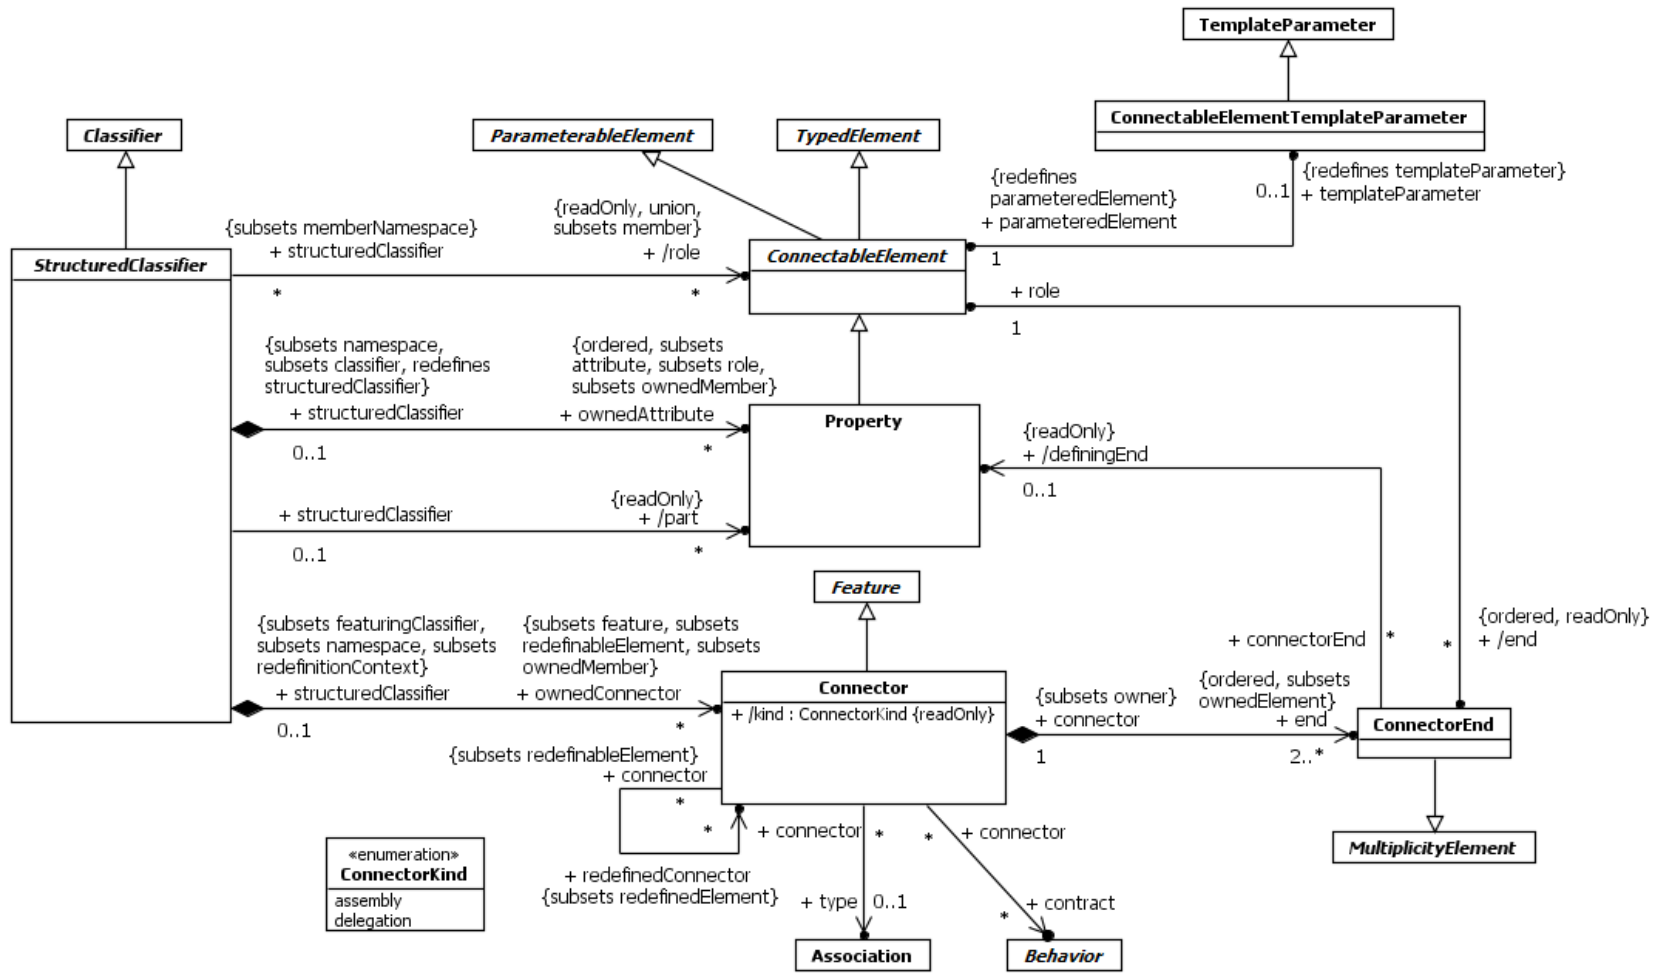 TemplateParameter
ConnectableElementTemplateParameter
Classifier
ParameterableElement
TypedElement
{redefines
parameteredElement}
+ parameteredElement
1
0..1
{redefines templateParameter}
+ templateParameter
{subsets memberNamespace}
+ structuredClassifier
*
{readOnly, union,
subsets member}
+ /role
*
StructuredClassifier
ConnectableElement
+ role
1
{subsets namespace,
subsets classifier, redefines
structuredClassifier}
+ structuredClassifier
0..1
{ordered, subsets
attribute, subsets role,
subsets ownedMember}
+ ownedAttribute
*
Property
{readOnly}
+ /definingEnd
0..1
+ structuredClassifier
0..1
{readOnly}
+ /part
*
Feature
{subsets featuringClassifier,
subsets namespace, subsets
redefinitionContext}
+ structuredClassifier
0..1
{subsets feature, subsets
redefinableElement, subsets
ownedMember}
+ ownedConnector
*
Connector
+ /kind : ConnectorKind {readOnly}
+ connectorEnd
*
*
{ordered, readOnly}
+ /end
{subsets owner}
+ connector
1
{ordered, subsets
ownedElement}
+ end
2..*
ConnectorEnd
{subsets redefinableElement}
+ connector
*
*
+ redefinedConnector
{subsets redefinedElement}
+ connector
*
+ type
0..1
*
+ connector
+ contract
*
MultiplicityElement
«enumeration»
ConnectorKind
assembly
delegation
Association
Behavior